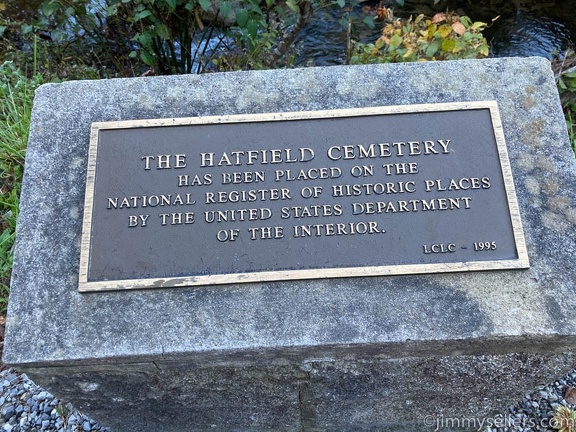 THE HATFIELD CEMETERY
HAS BEEN PLACED ON THE
NATIONAL REGISTER OF HISTORIC PLACES
BY THE UNITED STATES DEPARTMENT
OF THE INTERIOR.
LCLC - 1995
©jimmysellers.com